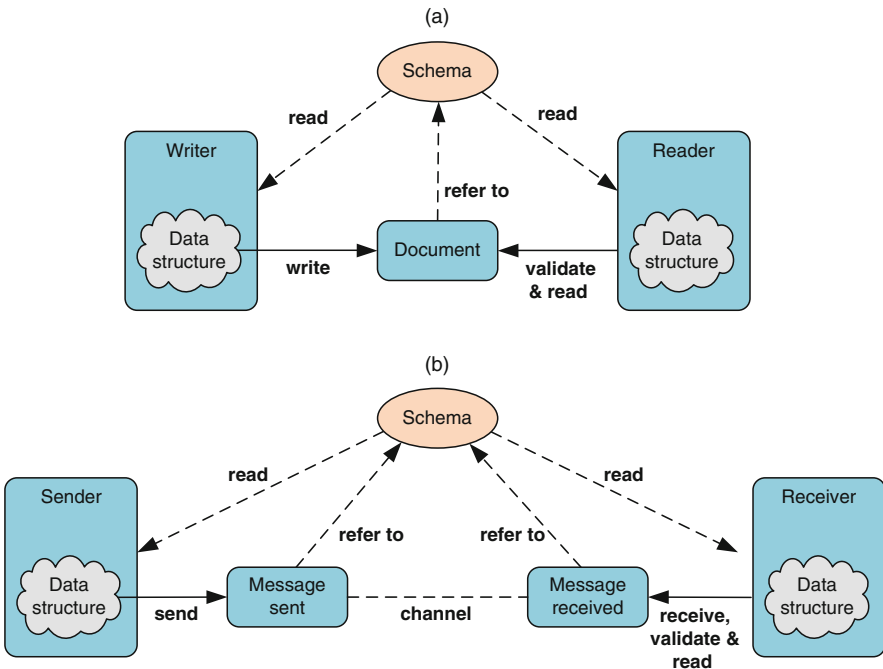 (a)
Schema
read
read
Writer
Reader
refer to
Data
structure
write
Document
validate
& read
Data
structure
(b)
Schema
read
read
Sender
Receiver
refer to
refer to
Data
structure
send
Message
sent
channel
Message
received
receive,
validate &
read
Data
structure